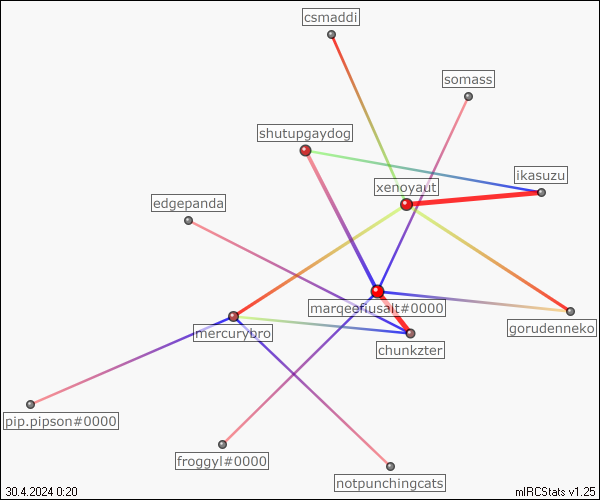 csmaddi
somass
shutupgaydog
ikasuzu
xenoyaut
edgepanda
marqeefiusalt#0000
gorudenneko
mercurybro
chunkzter
pip.pipson#0000
froggyl#0000
notpunchingcats
30.4.2024 0:20
mIRCStats v1.25